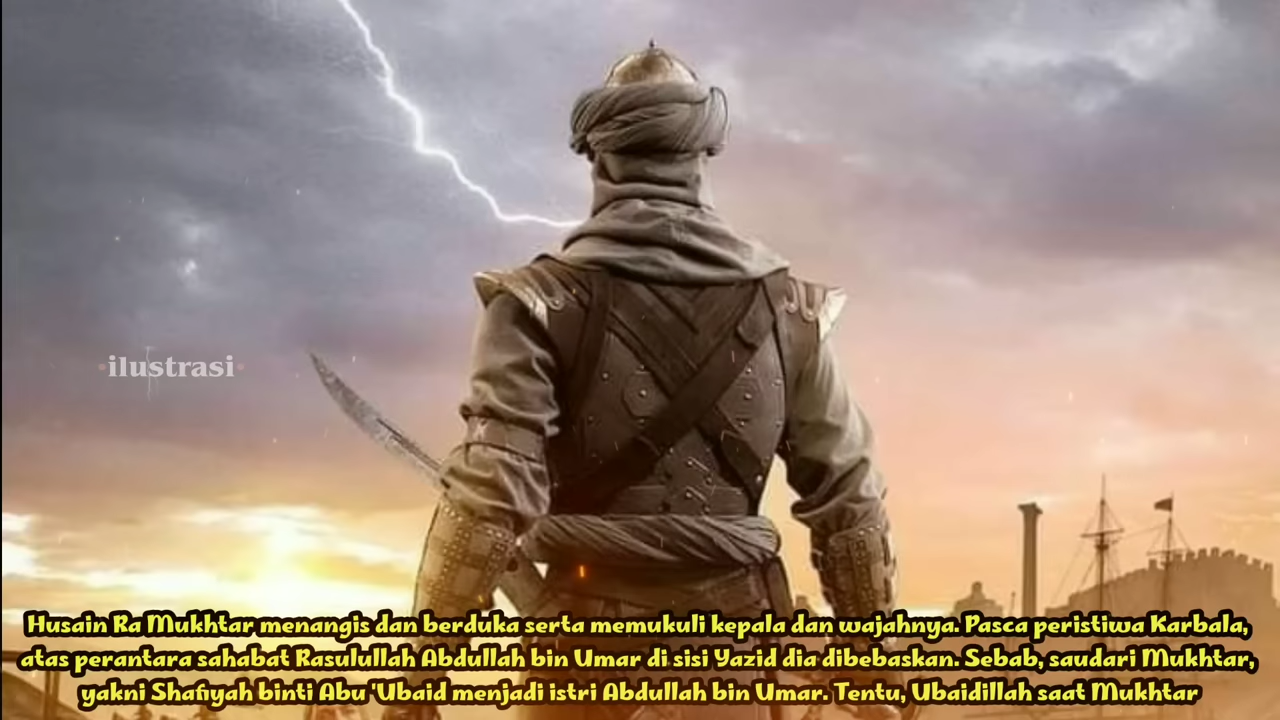 ilustrasi
Husain Ra Mukhtar menangis dan berduka serta memukuli kepala dan wajahnya. Pasca peristiwa Karbala,
atas perantara sahabat Rasulullah Abdullah bin Umar di sisi Yazid dia dibebaskan. Sebab, saudari Mukhtar,
yakni Shafiyah binti Abu 'Ubaid menjadi istri Abdullah bin Umar. Tentu, Ubaidillah saat Mukhtar